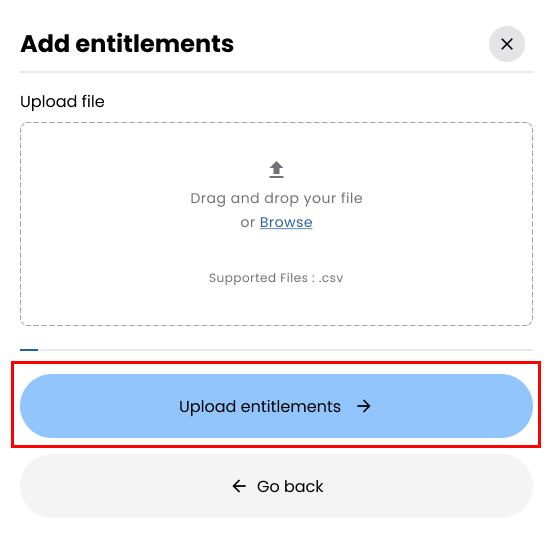 Add entitlements
Upload file
Drag and drop your file
or Browse
Supported Files : .csv
Upload entitlements
Go back